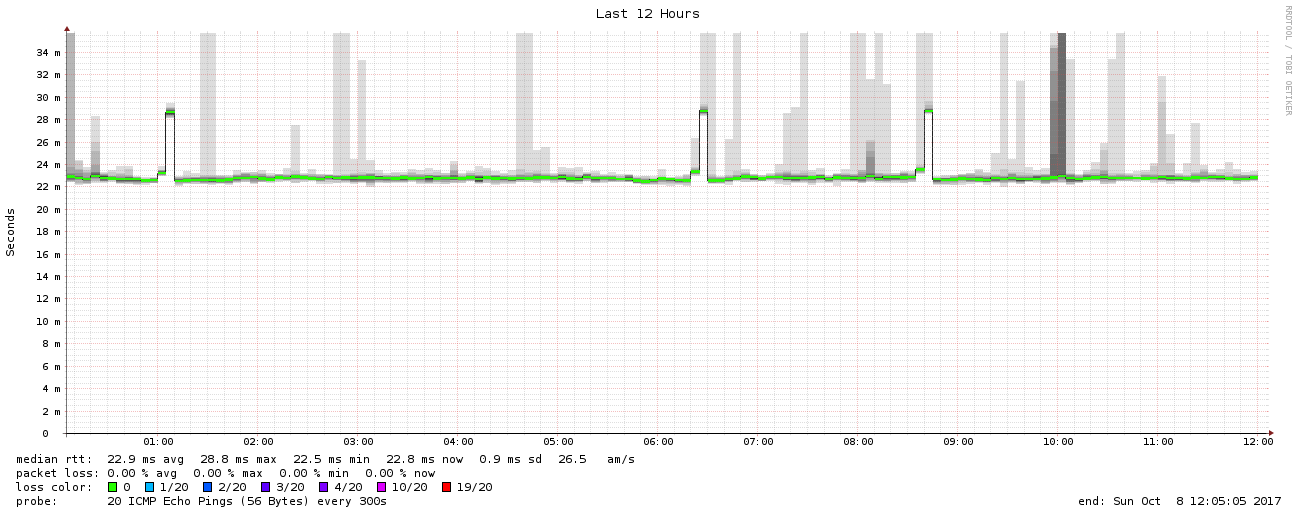 Last 12 Hours
RRDTOOL / TOBI OETIKER
Seconds
34 m
32 m
30 m
28 m
26 m
24 m
22 m
20 m
18 m
16 m
14 m
12 m
10 m
8 m
6 m
4 m
2 m
0
01:00 02:00 03:00 04:00 05:00 06:00 07:00 08:00 09:00 10:00 11:00 12:00
median rtt: 22.9 ms avg 28.8 ms max 22.5 ms min 22.8 ms now 0.9 ms sd 26.5 am/s
packet loss: 0.00 % avg 0.00 % max 0.00 % min 0.00 % now
loss color: 0 1/20 2/20 3/20 4/20 10/20 19/20
probe: 20 ICMP Echo Pings (56 Bytes) every 300s end: Sun Oct 8 12:05:05 2017